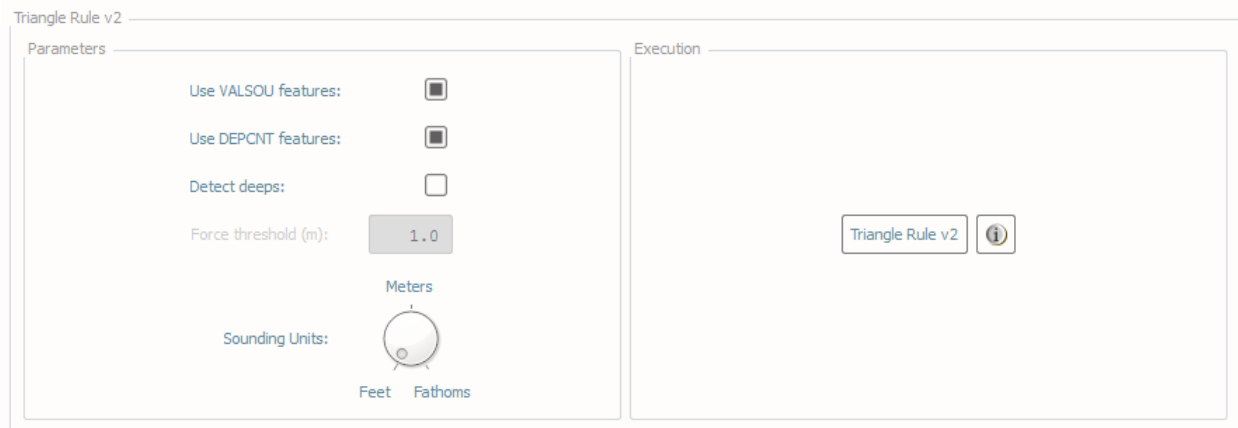 Triangle Rule v2
Parameters
Use VALSOU features:
Use DEPCNT features:
Detect deeps:
Force threshold (m): 1.0
Meters
Sounding Units:
Feet Fathoms
Execution
Triangle Rule v2